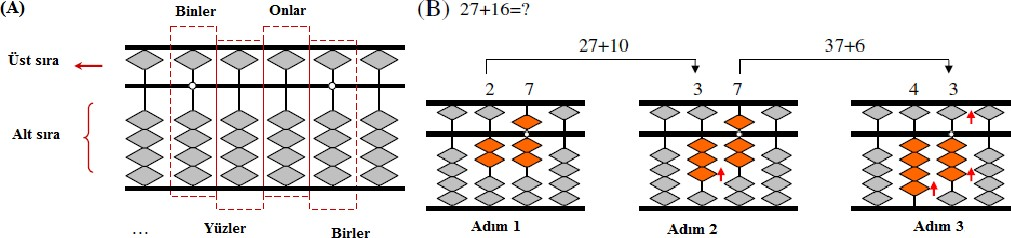 (A)
Binler
Onlar
Üst sıra
Alt sıra
...
Yüzler
Birler
(B) 27+16=?
27+10
37+6
2 7
3 7
4 3
Adım 1
Adım 2
Adım 3